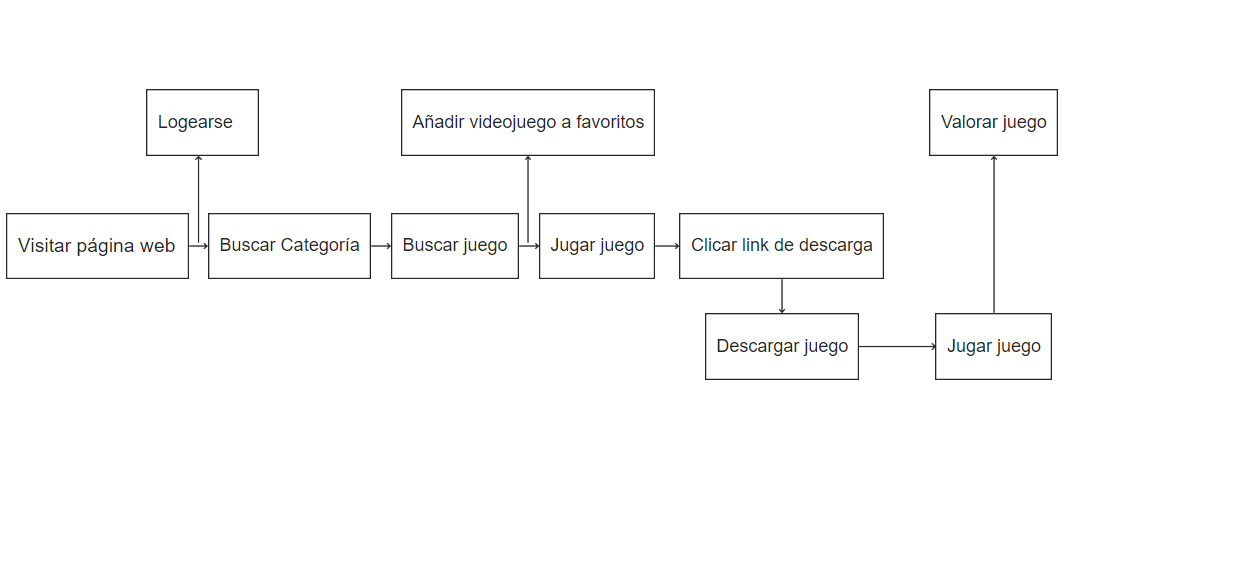 Logearse
Añadir videojuego a favoritos
Valorar juego
Visitar página web
Buscar Categoría
Buscar juego
Jugar juego
Clicar link de descarga
Descargar juego
Jugar juego